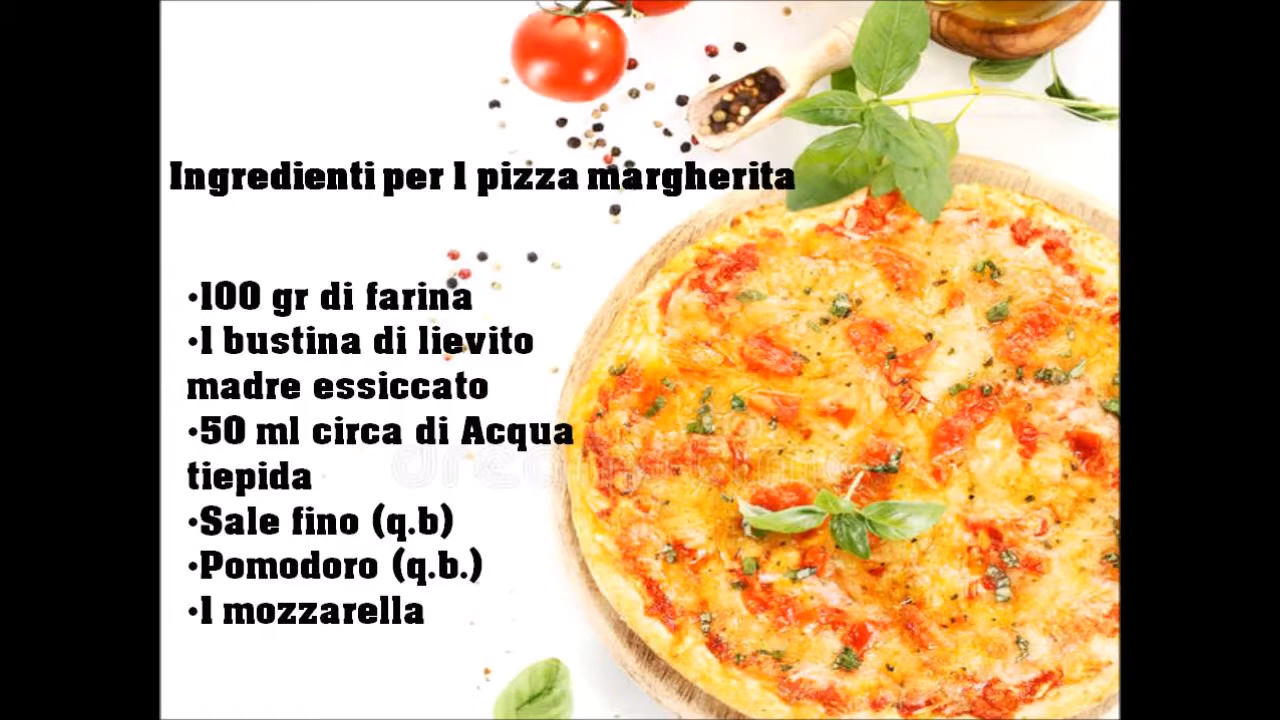 Ingredienti per 1 pizza margherita
•100 gr di farina
•1 bustina di lievito
madre essiccato
•50 ml circa di Acqua
tiepida
•Sale fino (q.b)
•Pomodoro (q.b.)
•1 mozzarella